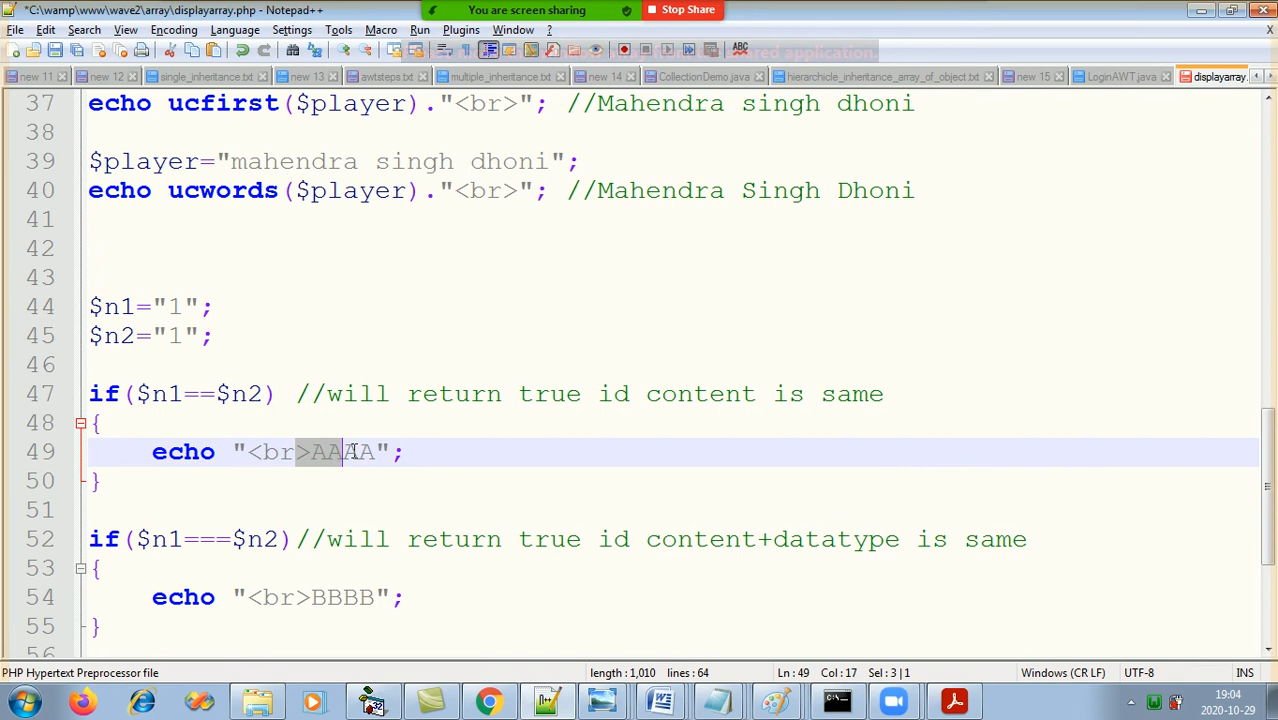 *C:\wamp\www\wave2\array\displayarray.php - Notepad++
You are screen sharing
Stop Share
File Edit Search View Encoding Language Settings Tools Macro Run Plugins Window ?
X
new 11 new 12 single_inheritance.txt new 13 awtsteps.txt multiple_inheritance.txt new 14 CollectionDemo.java hierarchicle_inheritance_array_of_object.txt new 15 LoginAWT.java displayarray.
37 echo ucfirst($player)."<br>"; //Mahendra singh dhoni
38
39 $player="mahendra singh dhoni";
40 echo ucwords($player)."<br>"; //Mahendra Singh Dhoni
41
42
43
44 $n1="1";
45 $n2="1";
46
47 if($n1==$n2) //will return true id content is same
48 {
49 echo "<br>AAAA";
50 }
51
52 if($n1===$n2)//will return true id content+datatype is same
53 {
54 echo "<br>BBBB";
55 }
56
PHP Hypertext Preprocessor file length : 1,010 lines : 64 Ln : 49 Col : 17 Sel : 3 | 1 Windows (CR LF) UTF-8 INS
19:04
2020-10-29